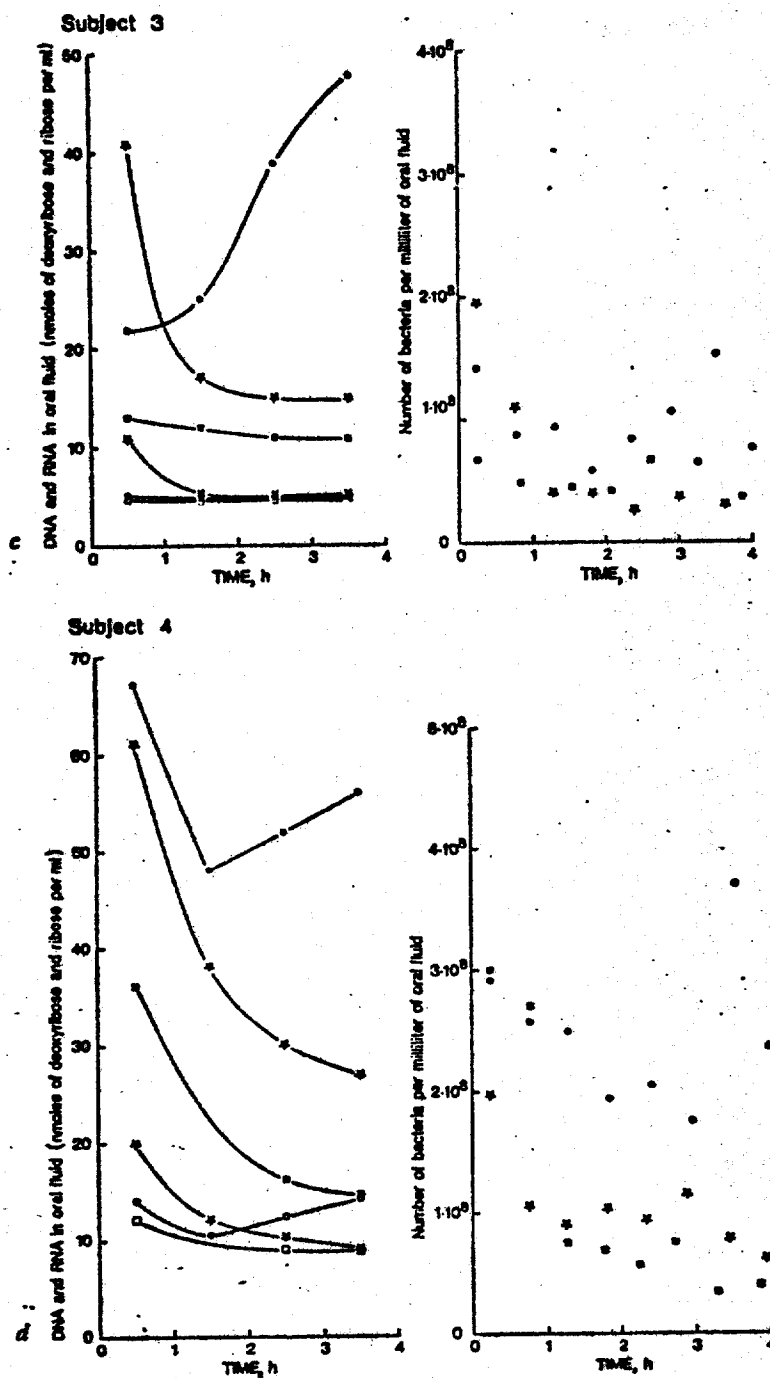 Subject 3
DNA and RNA in oral fluid (nmoles of deoxyribose and ribose per ml)
50
40
30
20
10
0
0 1 2 3 4
TIME, h
Number of bacteria per milliliter of oral fluid
4·10⁸
3·10⁸
2·10⁸
1·10⁸
0
0 1 2 3 4
TIME, h
c
Subject 4
DNA and RNA in oral fluid (nmoles of deoxyribose and ribose per ml)
70
60
50
40
30
20
10
0
0 1 2 3 4
TIME, h
Number of bacteria per milliliter of oral fluid
4·10⁸
3·10⁸
2·10⁸
1·10⁸
0
0 1 2 3 4
TIME, h